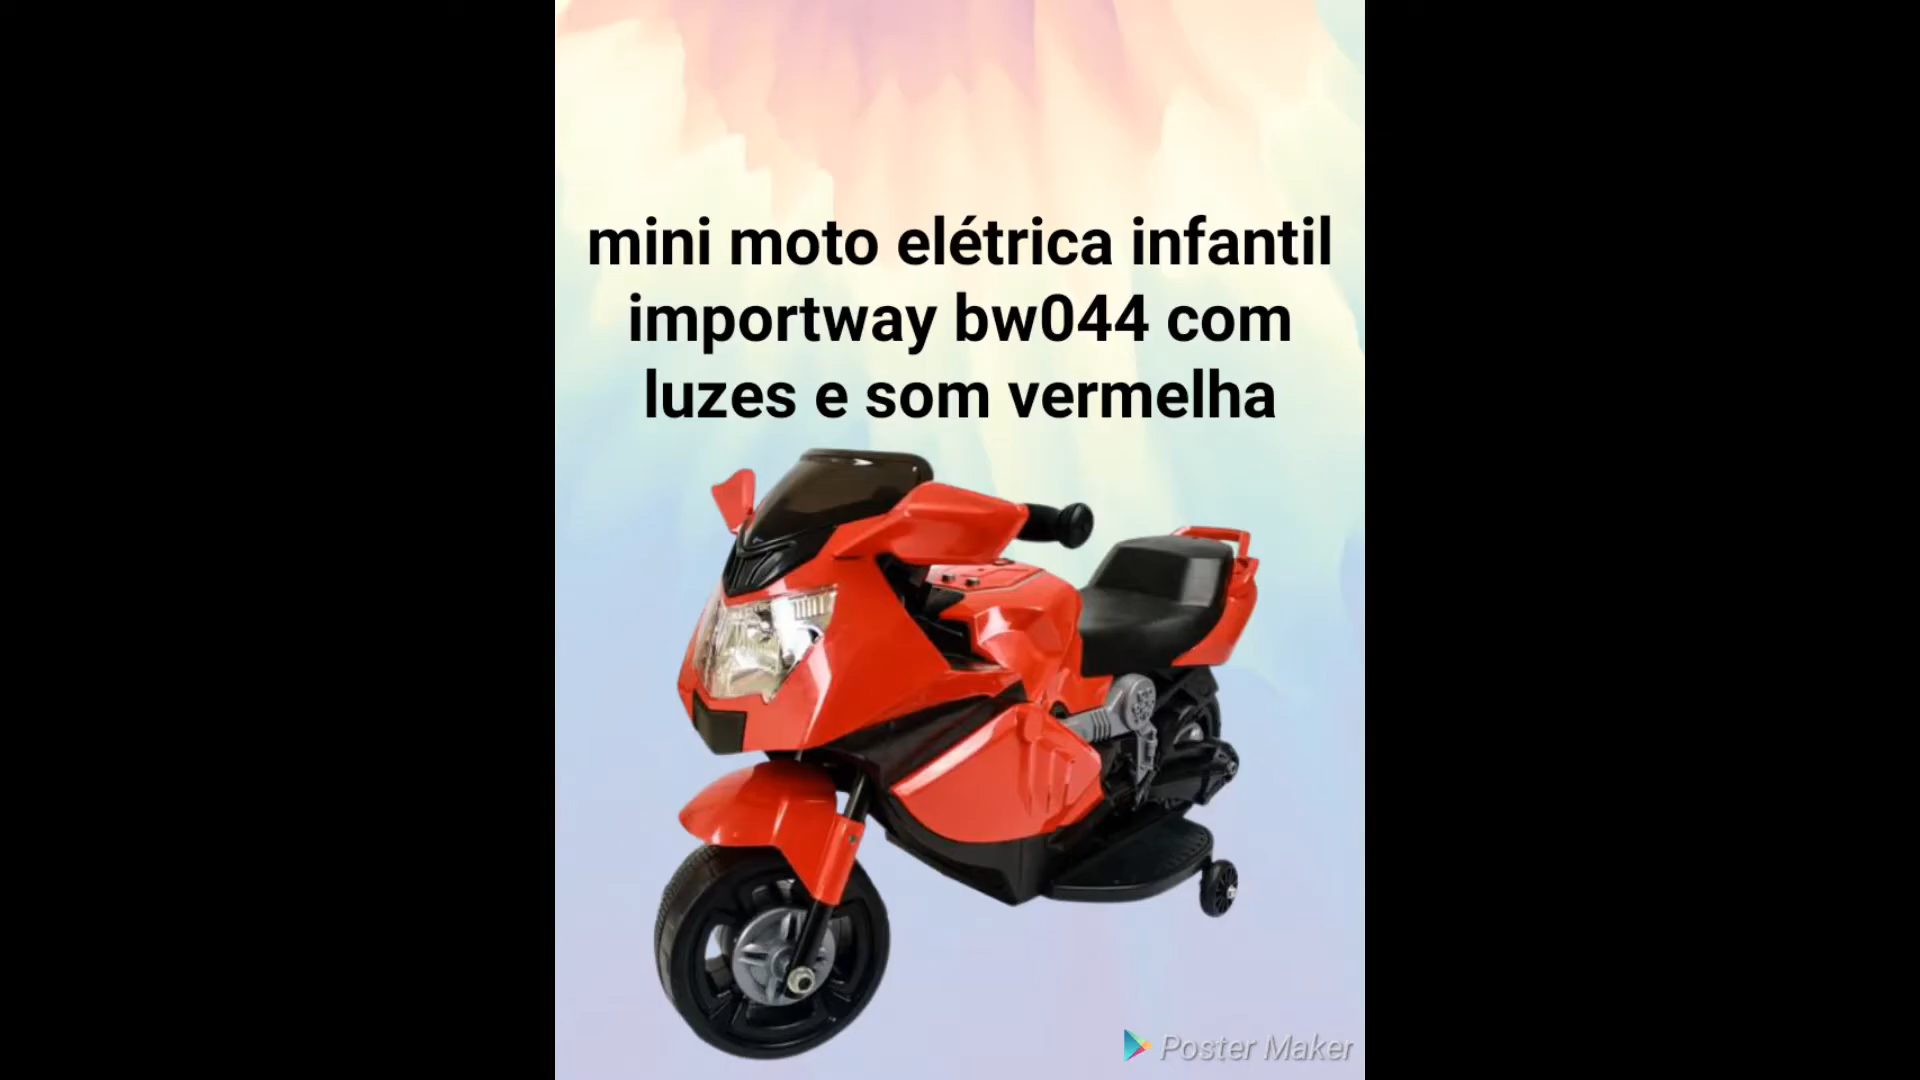 mini moto elétrica infantil
importway bw044 com
luzes e som vermelha
Poster Maker